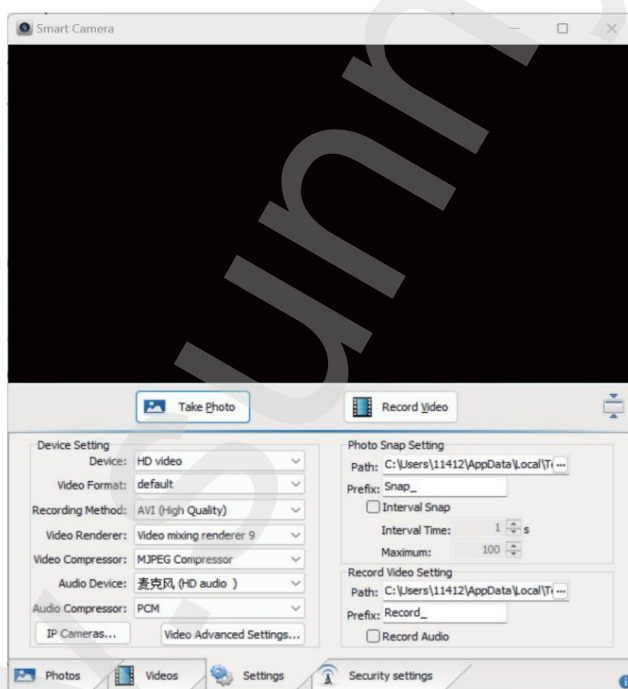 Smart Camera
Take Photo
Record Video
Device Setting
Device: HD video
Video Format: default
Recording Method: AVI (High Quality)
Video Renderer: Video mixing renderer 9
Video Compressor: MJPEG Compressor
Audio Device: 麦克风 (HD audio )
Audio Compressor: PCM
IP Cameras...
Video Advanced Settings...
Photo Snap Setting
Path: C:\Users\11412\AppData\Local\T ...
Prefix: Snap_
Interval Snap
Interval Time: 1 s
Maximum: 100
Record Video Setting
Path: C:\Users\11412\AppData\Local\T ...
Prefix: Record_
Record Audio
Photos
Videos
Settings
Security settings